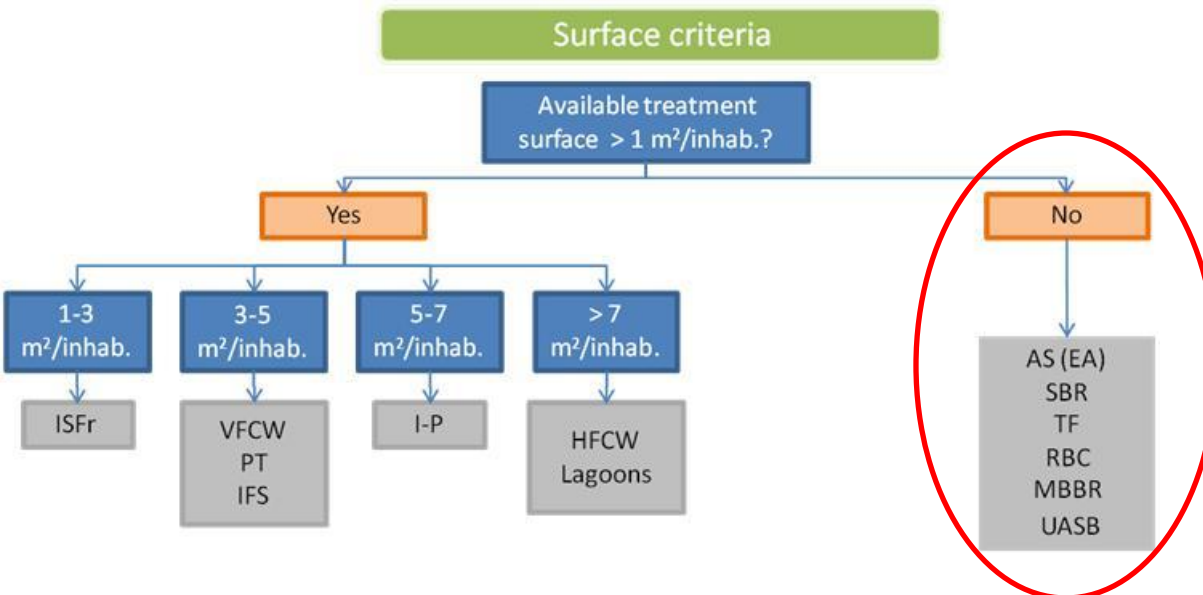 Surface criteria
Available treatment
surface > 1 m²/inhab.?
Yes
No
1-3
m²/inhab.
3-5
m²/inhab.
5-7
m²/inhab.
> 7
m²/inhab.
ISFr
VFCW
PT
IFS
I-P
HFCW
Lagoons
AS (EA)
SBR
TF
RBC
MBBR
UASB